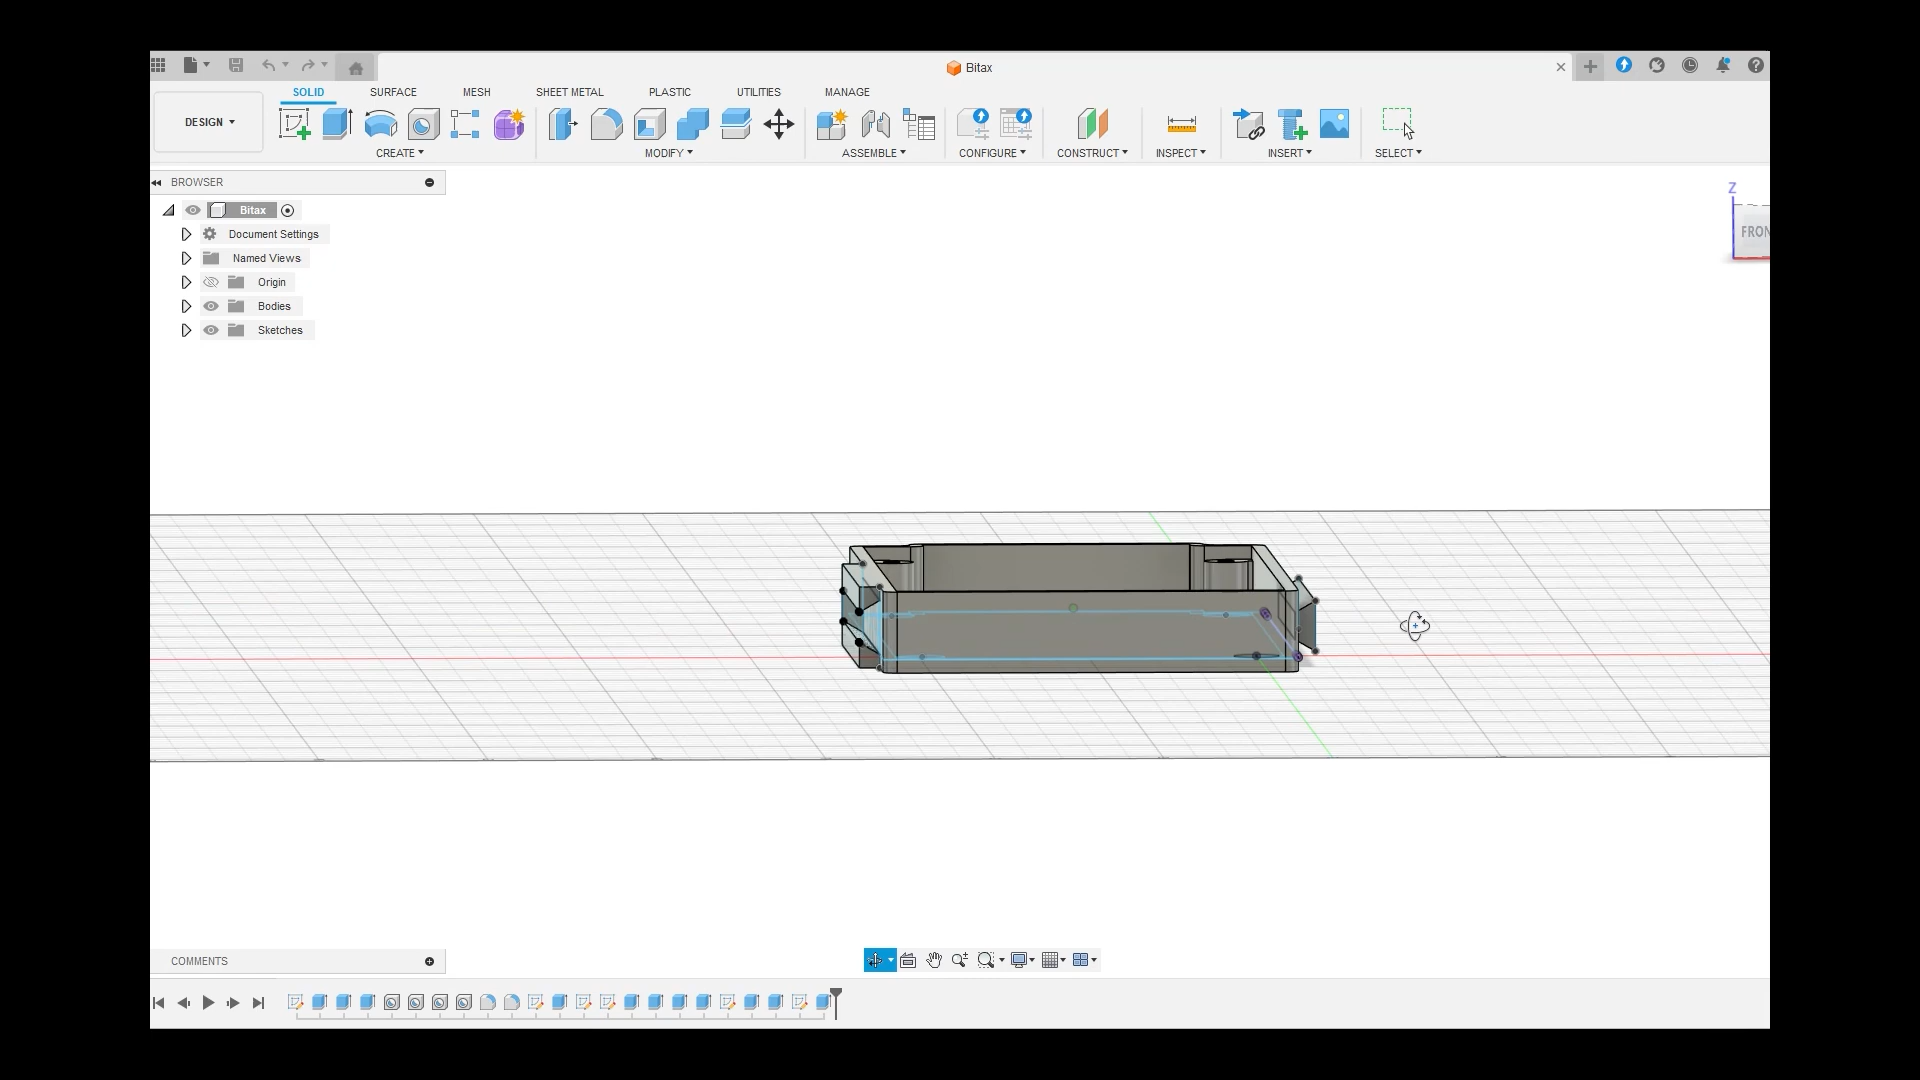 Bitax
SOLID SURFACE MESH SHEET METAL PLASTIC UTILITIES MANAGE
DESIGN
CREATE MODIFY ASSEMBLE CONFIGURE CONSTRUCT INSPECT INSERT SELECT
BROWSER
Bitax
Document Settings
Named Views
Origin
Bodies
Sketches
Z
FRON
COMMENTS